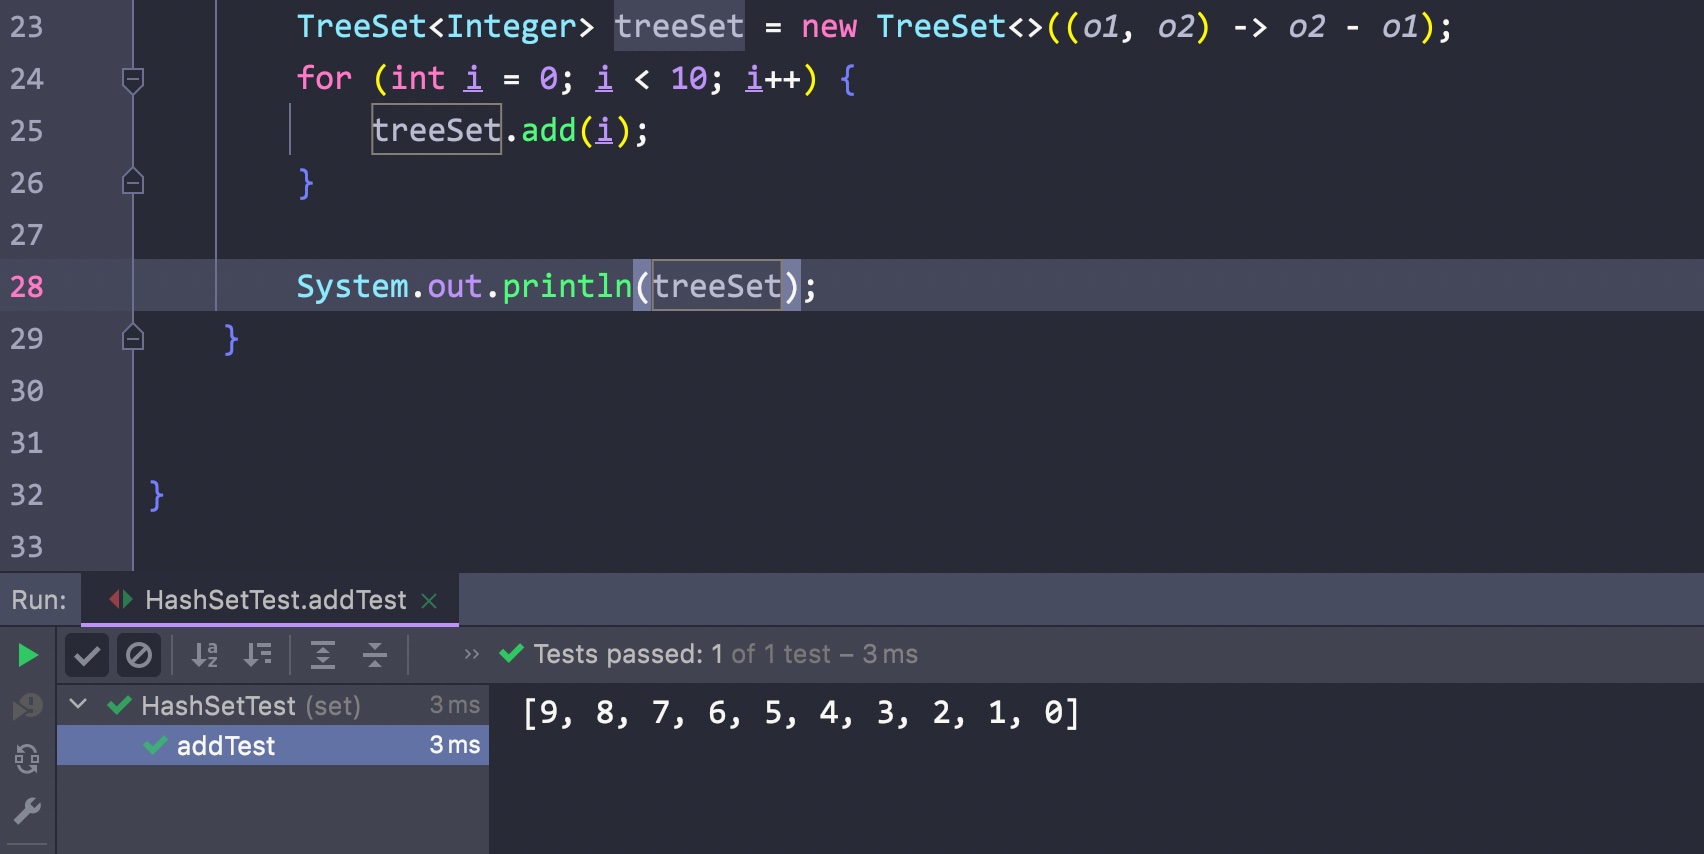 23 TreeSet<Integer> treeSet = new TreeSet<>((o1, o2) -> o2 - o1);
24 for (int i = 0; i < 10; i++) {
25 treeSet.add(i);
26 }
27
28 System.out.println(treeSet);
29 }
30
31
32 }
33
Run: HashSetTest.addTest ×
» Tests passed: 1 of 1 test – 3 ms
HashSetTest (set) 3 ms
[9, 8, 7, 6, 5, 4, 3, 2, 1, 0]
addTest 3 ms